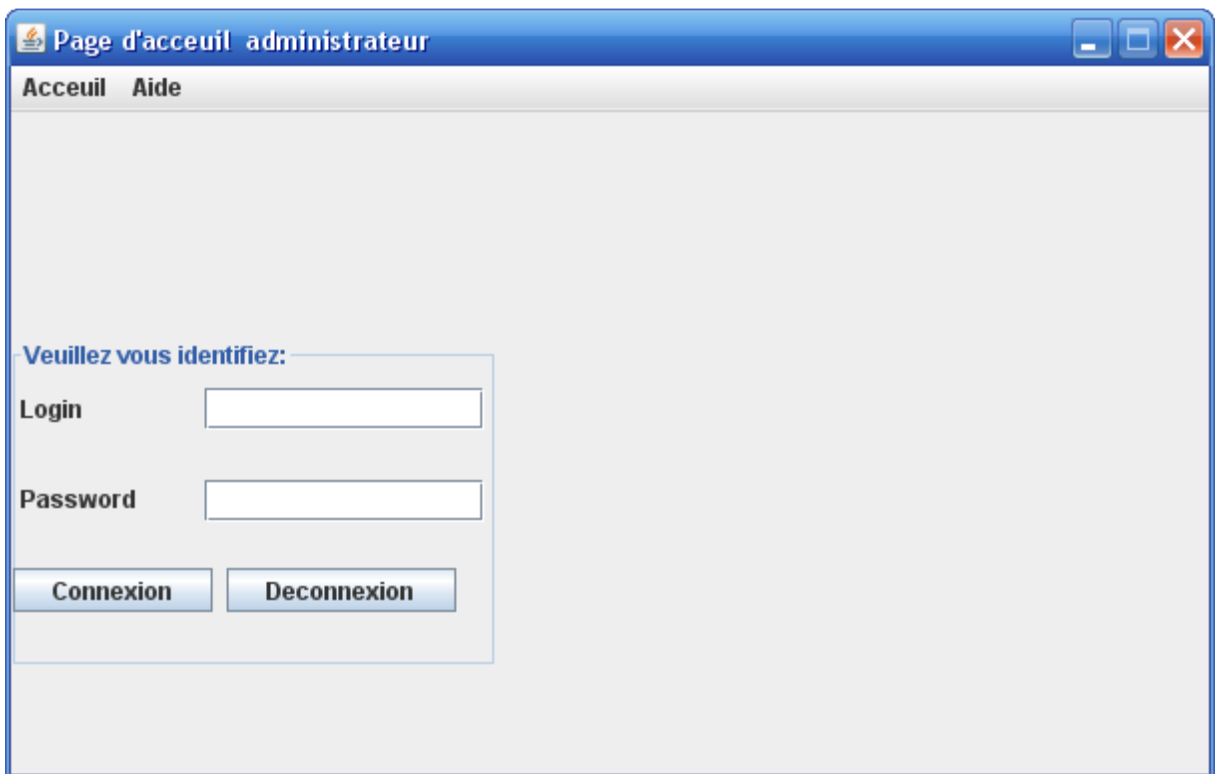 Page d'acceuil administrateur
Acceuil Aide
Veuillez vous identifiez:
Login
Password
Connexion Deconnexion